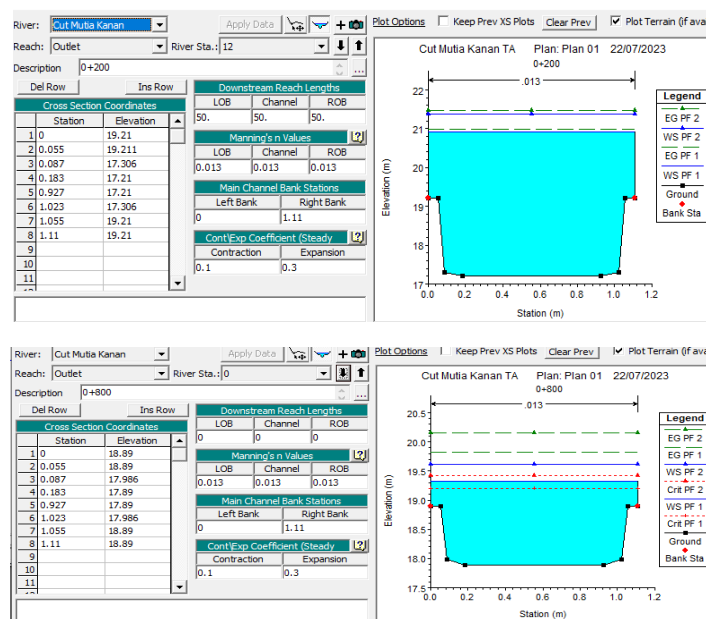 River: Cut Mutia Kanan Apply Data
Reach: Outlet River Sta.: 12
Description 0+200 ...
Del Row Ins Row
Cross Section Coordinates
Station Elevation
1 0 19.21
2 0.055 19.211
3 0.087 17.306
4 0.183 17.21
5 0.927 17.21
6 1.023 17.306
7 1.055 19.21
8 1.11 19.21
9
10
11
Downstream Reach Lengths
LOB Channel ROB
50. 50. 50.
Manning's n Values [?]
LOB Channel ROB
0.013 0.013 0.013
Main Channel Bank Stations
Left Bank Right Bank
0 1.11
Cont\Exp Coefficient (Steady [?]
Contraction Expansion
0.1 0.3
Plot Options Keep Prev XS Plots Clear Prev Plot Terrain (if ava
Cut Mutia Kanan TA Plan: Plan 01 22/07/2023
0+200
.013
22
21
20
19
18
17
Elevation (m)
0.0 0.2 0.4 0.6 0.8 1.0 1.2
Station (m)
Legend
EG PF 2
WS PF 2
EG PF 1
WS PF 1
Ground
Bank Sta
River: Cut Mutia Kanan Apply Data
Reach: Outlet River Sta.: 0
Description 0+800 ...
Del Row Ins Row
Cross Section Coordinates
Station Elevation
1 0 18.89
2 0.055 18.89
3 0.087 17.986
4 0.183 17.89
5 0.927 17.89
6 1.023 17.986
7 1.055 18.89
8 1.11 18.89
9
10
11
Downstream Reach Lengths
LOB Channel ROB
0 0 0
Manning's n Values [?]
LOB Channel ROB
0.013 0.013 0.013
Main Channel Bank Stations
Left Bank Right Bank
0 1.11
Cont\Exp Coefficient (Steady [?]
Contraction Expansion
0.1 0.3
Plot Options Keep Prev XS Plots Clear Prev Plot Terrain (if ava
Cut Mutia Kanan TA Plan: Plan 01 22/07/2023
0+800
.013
20.5
20.0
19.5
19.0
18.5
18.0
17.5
Elevation (m)
0.0 0.2 0.4 0.6 0.8 1.0 1.2
Station (m)
Legend
EG PF 2
EG PF 1
WS PF 2
Crit PF 2
WS PF 1
Crit PF 1
Ground
Bank Sta